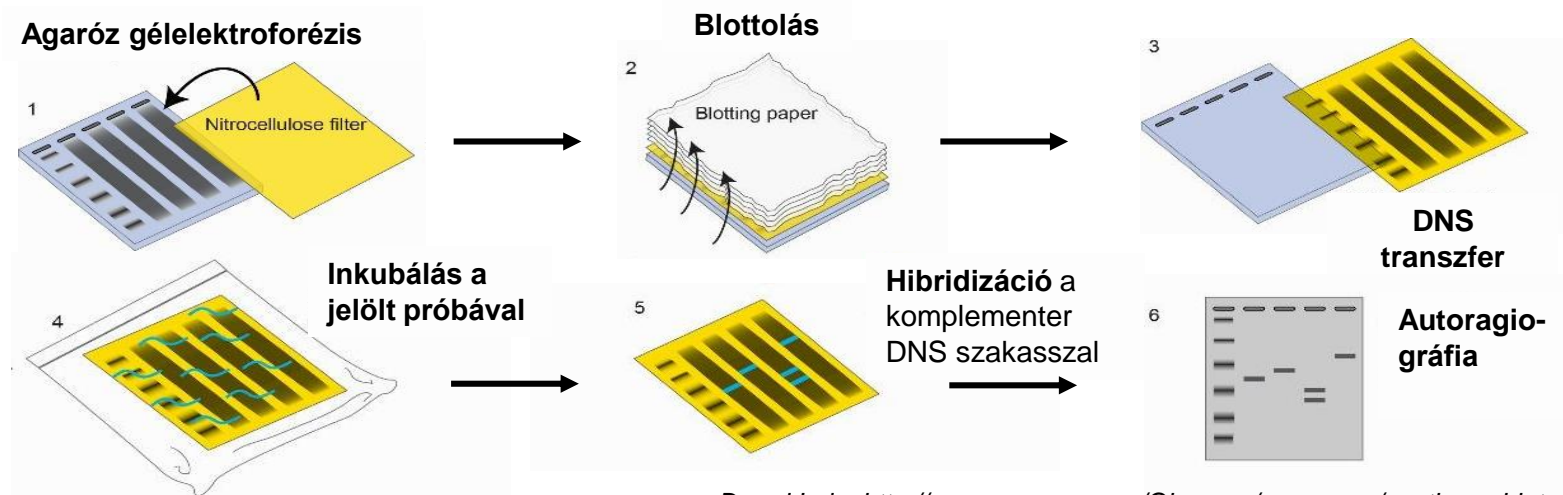 Agaróz gélelektroforézis
1
Nitrocellulose filter
Blottolás
2
Blotting paper
3
DNS
transzfer
4
Inkubálás a
jelölt próbával
5
Hibridizáció a
komplementer
DNS szakasszal
6
Autoragio-
gráfia